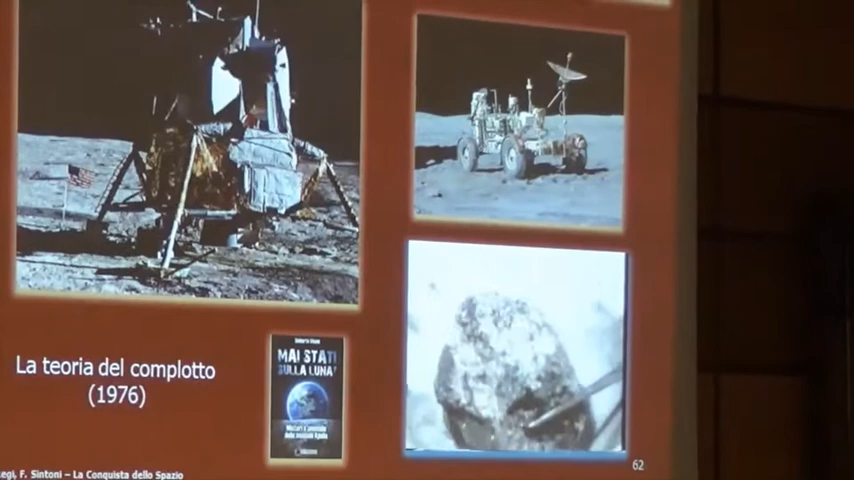 La teoria del complotto
(1976)
MAI STATI
SULLA LUNA?
F. Sintoni – La Conquista dello Spazio
62